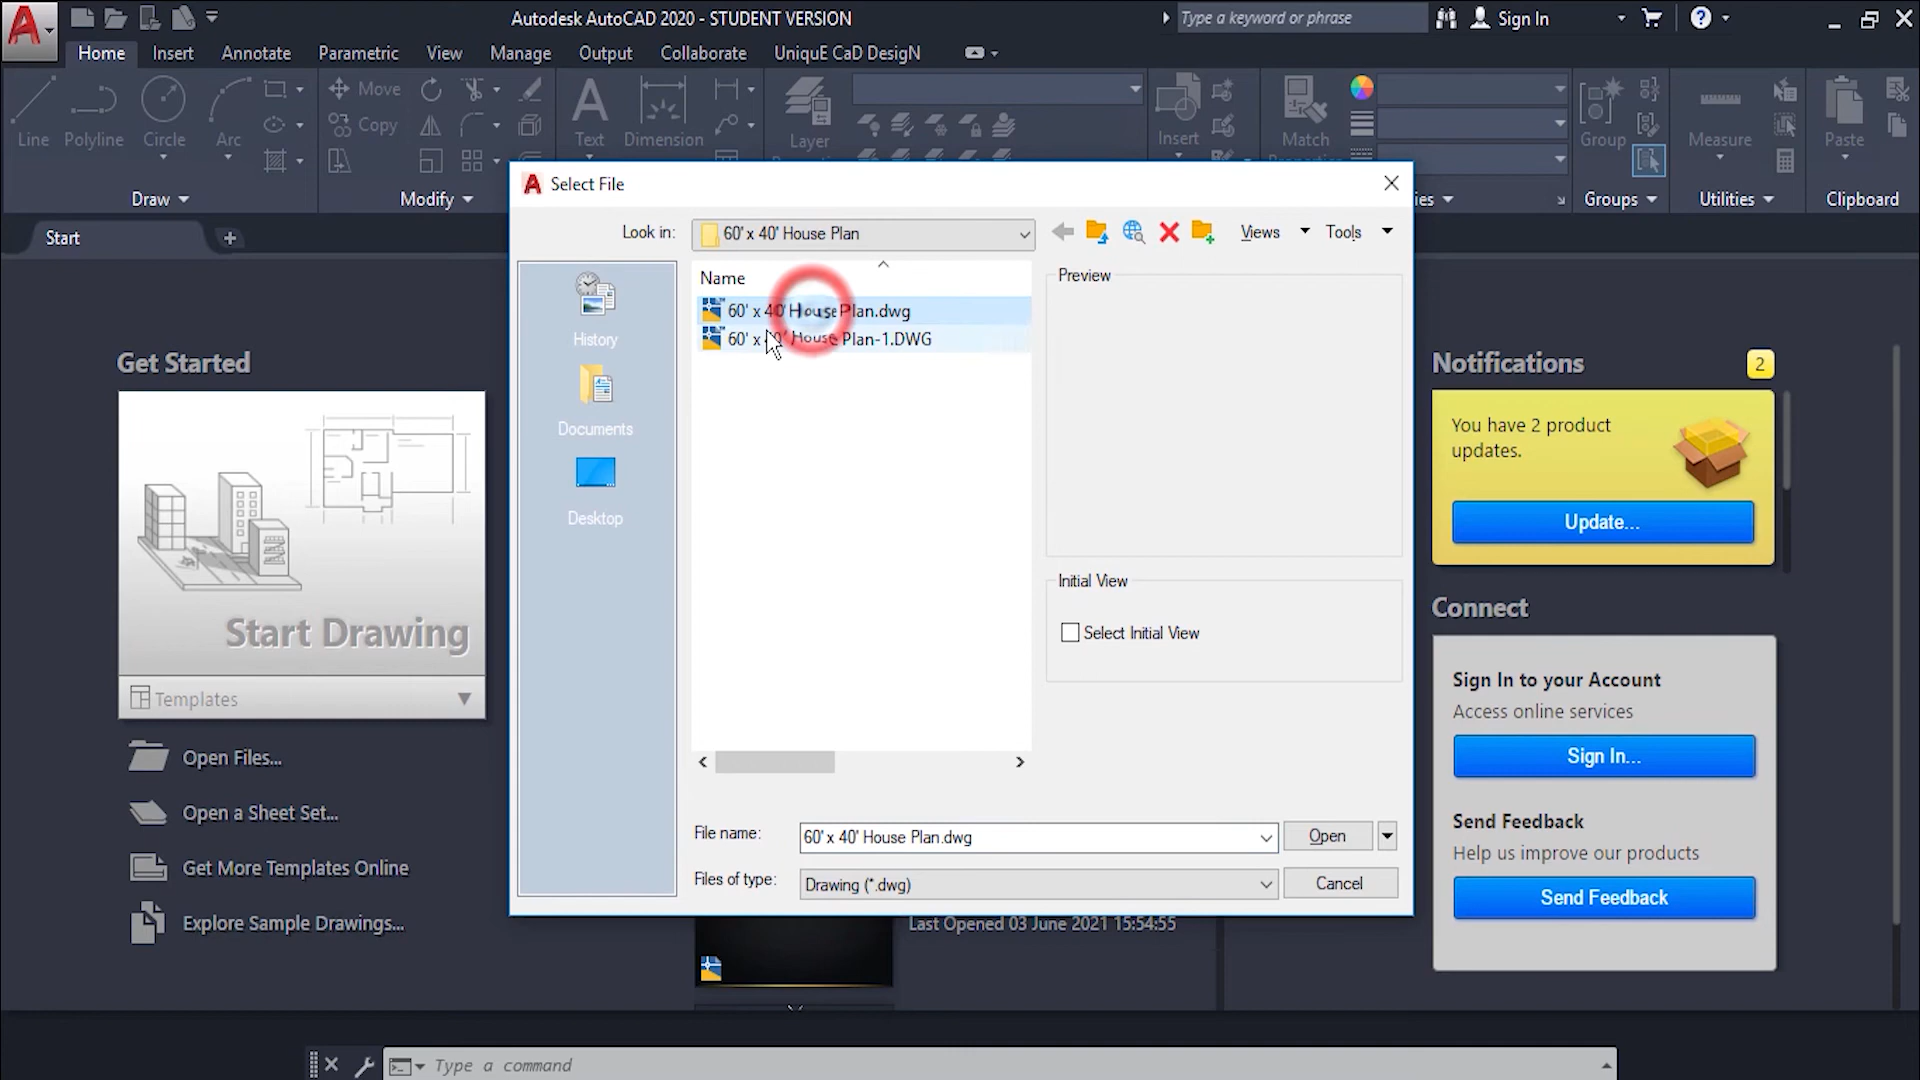 Autodesk AutoCAD 2020 - STUDENT VERSION
Type a keyword or phrase
Sign In
Home
Insert
Annotate
Parametric
View
Manage
Output
Collaborate
UniquE CaD DesigN
Line
Polyline
Circle
Arc
Move
Copy
Text
Dimension
Layer
Insert
Match
Group
Measure
Paste
Draw
Modify
Groups
Utilities
Clipboard
Start
Select File
Look in:
60' x 40' House Plan
Views
Tools
Name
60' x 40' House Plan.dwg
60' x 40' House Plan-1.DWG
History
Documents
Desktop
Preview
Initial View
Select Initial View
File name:
60' x 40' House Plan.dwg
Open
Files of type:
Drawing (*.dwg)
Cancel
Get Started
Start Drawing
Templates
Open Files...
Open a Sheet Set...
Get More Templates Online
Explore Sample Drawings...
Last Opened 03 June 2021 15:54:55
Notifications
2
You have 2 product
updates.
Update...
Connect
Sign In to your Account
Access online services
Sign In...
Send Feedback
Help us improve our products
Send Feedback
Type a command